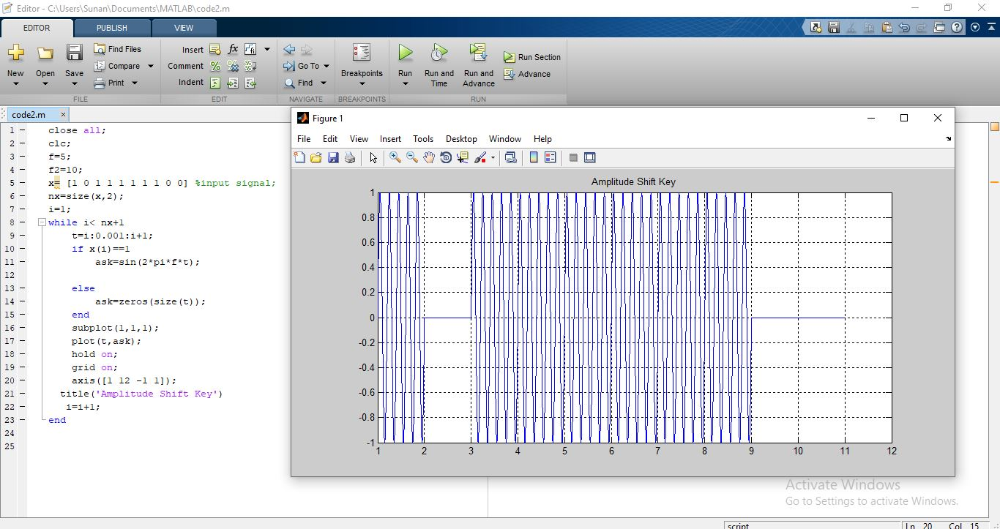 Editor - C:\Users\Sunan\Documents\MATLAB\code2.m
EDITOR PUBLISH VIEW
New Open Save Find Files Compare Print
FILE
Insert fx
Comment
Indent
EDIT
Go To
Find
NAVIGATE
Breakpoints
BREAKPOINTS
Run Run and Time Run and Advance Run Section Advance
RUN
code2.m ×
1 – close all;
2 – clc;
3 – f=5;
4 – f2=10;
5 – x= [1 0 1 1 1 1 1 1 0 0] %input signal;
6 – nx=size(x,2);
7 – i=1;
8 – while i< nx+1
9 – t=i:0.001:i+1;
10 – if x(i)==1
11 – ask=sin(2*pi*f*t);
12
13 – else
14 – ask=zeros(size(t));
15 – end
16 – subplot(1,1,1);
17 – plot(t,ask);
18 – hold on;
19 – grid on;
20 – axis([1 12 -1 1]);
21 – title('Amplitude Shift Key')
22 – i=i+1;
23 – end
24
25
Figure 1
File Edit View Insert Tools Desktop Window Help
Amplitude Shift Key
1
0.8
0.6
0.4
0.2
0
-0.2
-0.4
-0.6
-0.8
-1
1 2 3 4 5 6 7 8 9 10 11 12
Activate Windows
Go to Settings to activate Windows.
script Ln 20 Col 15